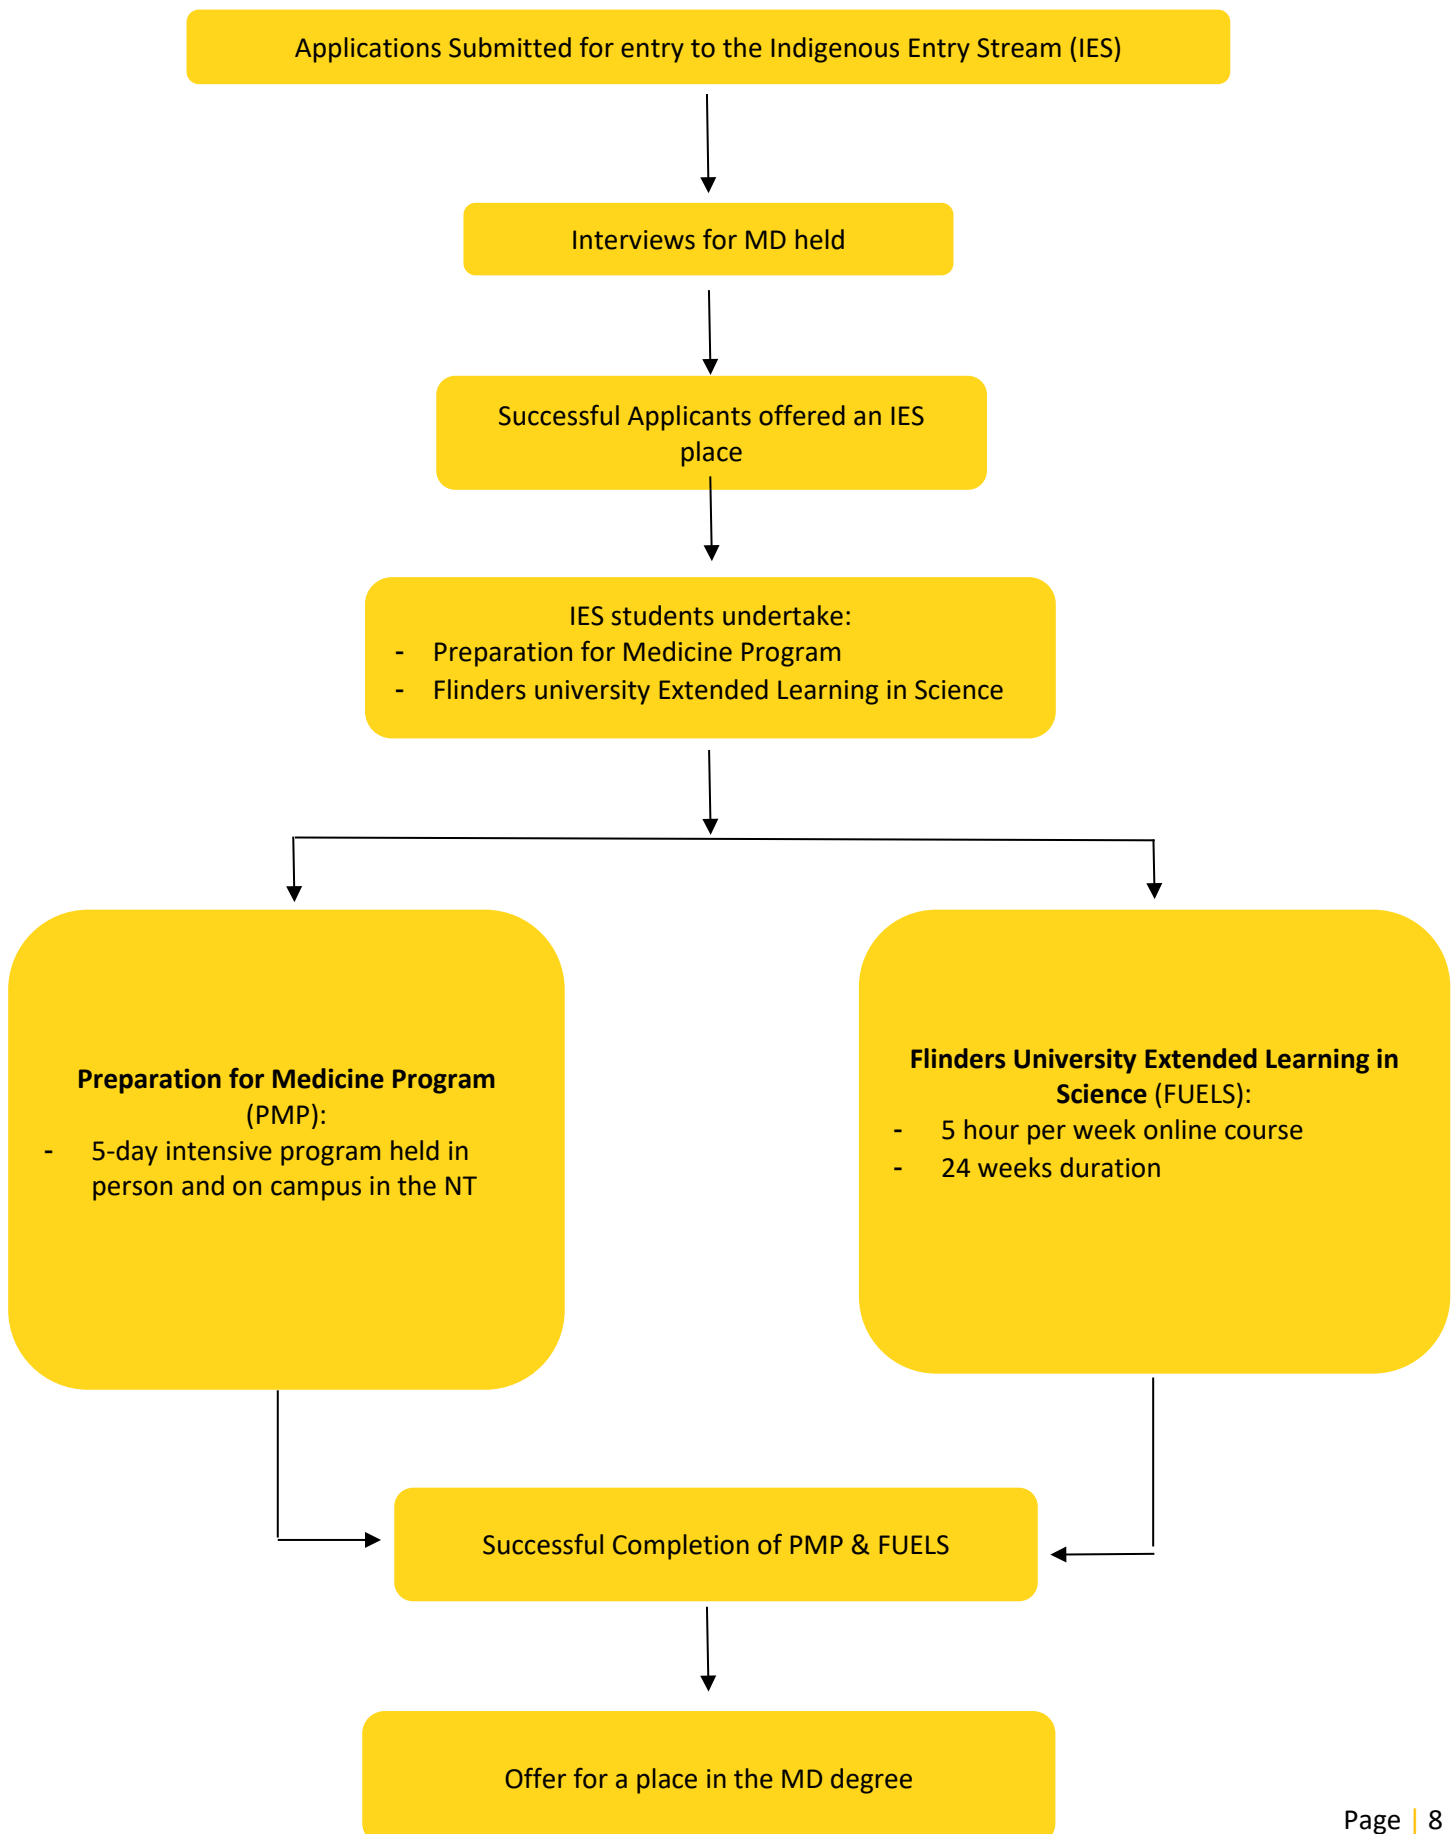 Applications Submitted for entry to the Indigenous Entry Stream (IES)
Interviews for MD held
Successful Applicants offered an IES
place
IES students undertake:
- Preparation for Medicine Program
- Flinders university Extended Learning in Science
Preparation for Medicine Program
(PMP):
- 5-day intensive program held in
person and on campus in the NT
Flinders University Extended Learning in
Science (FUELS):
- 5 hour per week online course
- 24 weeks duration
Successful Completion of PMP & FUELS
Offer for a place in the MD degree
Page | 8